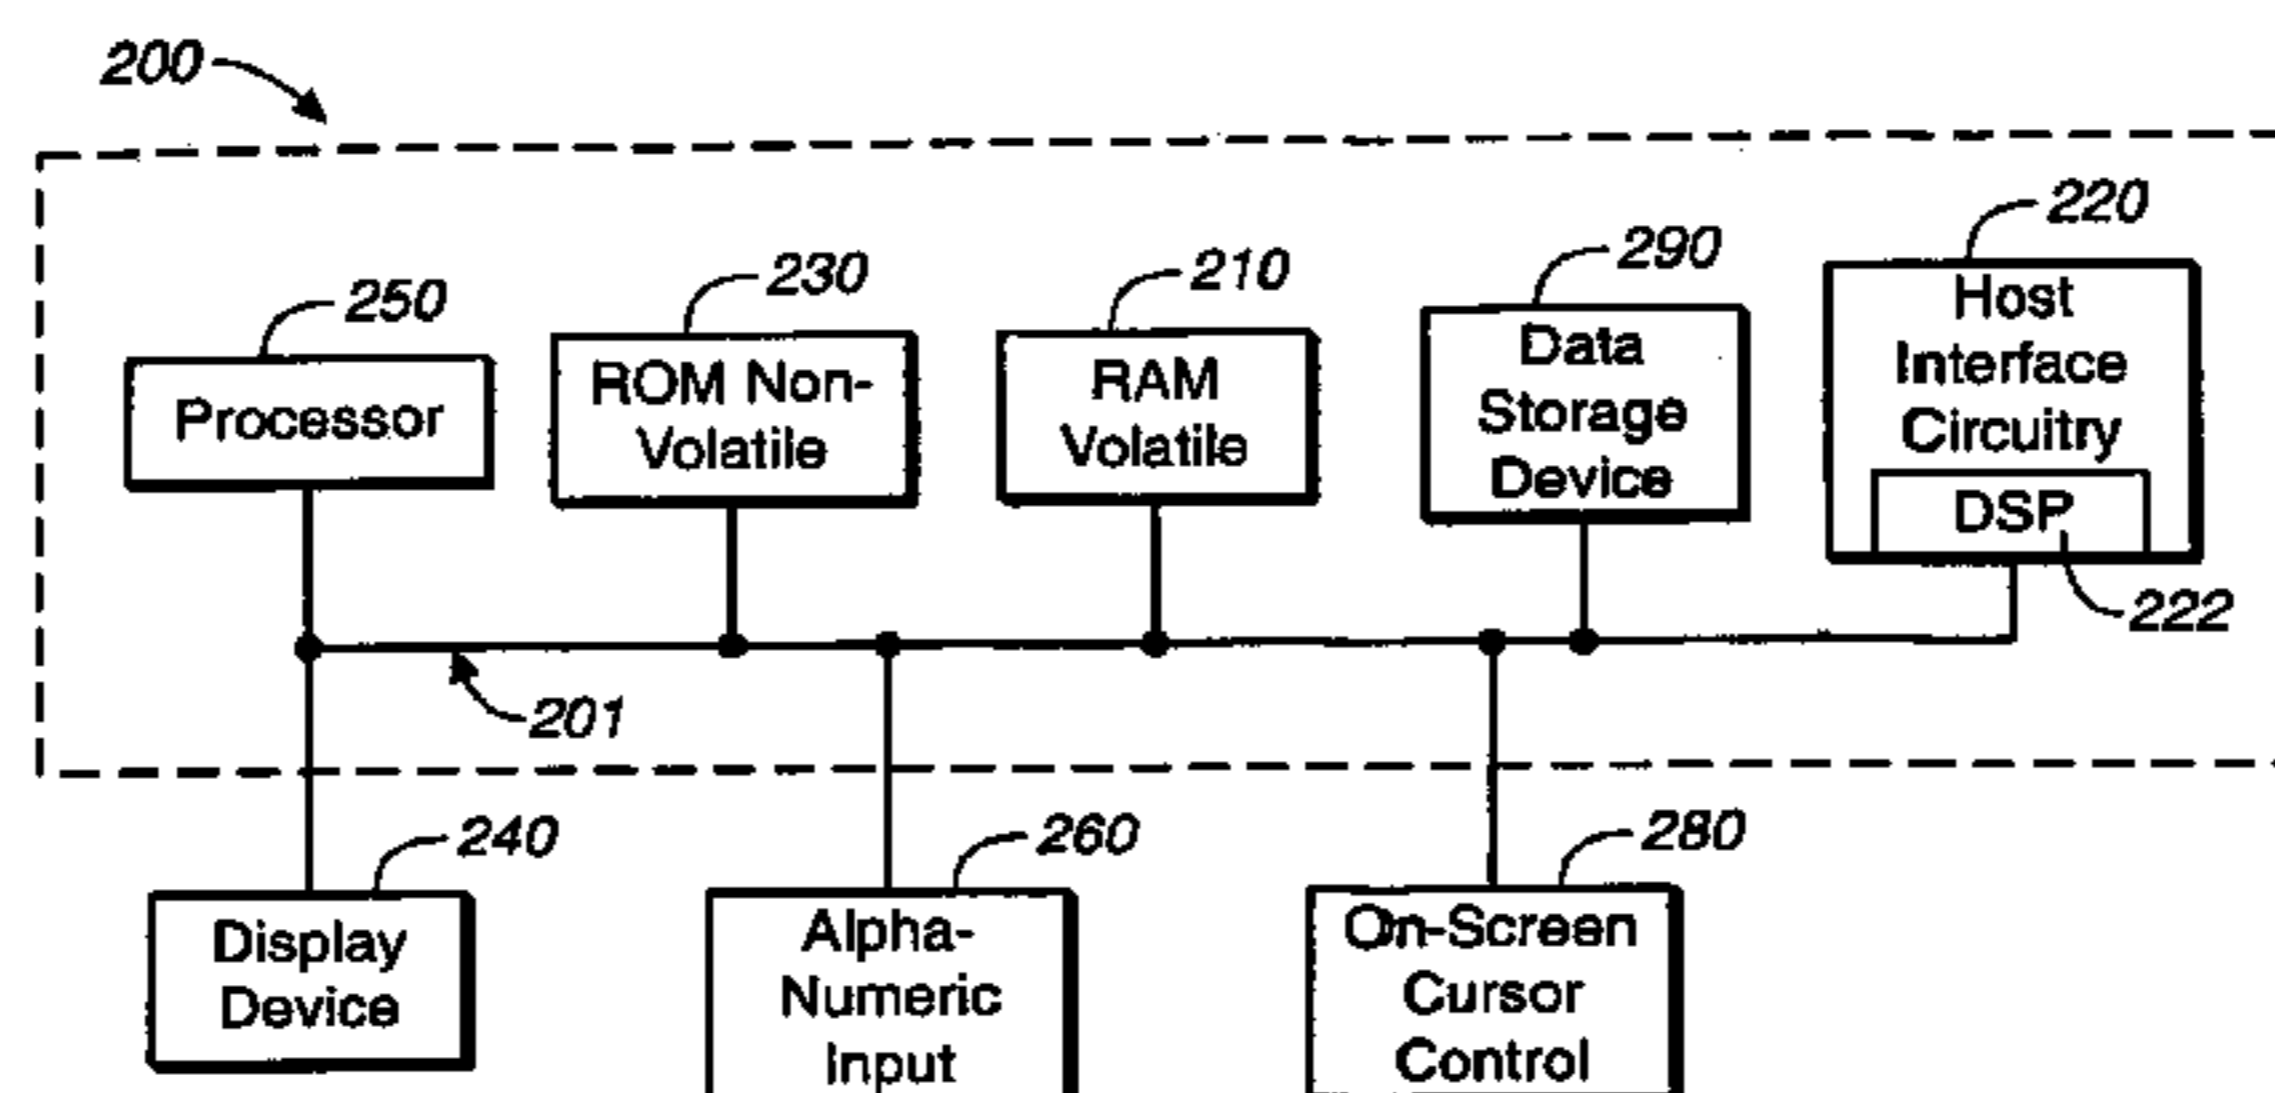 200
220
290
210
230
250
Host
Interface
Circuitry
DSP
222
Data
Storage
Device
RAM
Volatile
ROM Non-
Volatile
Processor
201
240
260
280
Display
Device
Alpha-
Numeric
Input
On-Screen
Cursor
Control